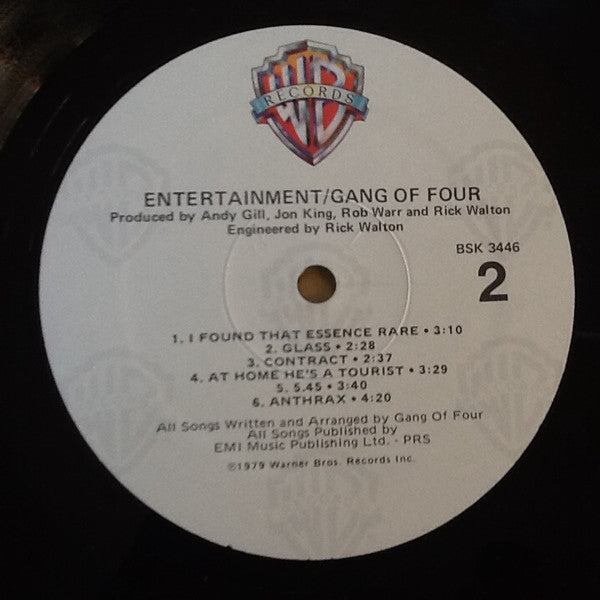 WB
RECORDS
ENTERTAINMENT/GANG OF FOUR
Produced by Andy Gill, Jon King, Rob Warr and Rick Walton
Engineered by Rick Walton
BSK 3446
2
1. I FOUND THAT ESSENCE RARE • 3:10
2. GLASS • 2:28
3. CONTRACT • 2:37
4. AT HOME HE'S A TOURIST • 3:29
5. 5.45 • 3:40
6. ANTHRAX • 4:20
All Songs Written and Arranged by Gang Of Four
All Songs Published by
EMI Music Publishing Ltd. - PRS
℗1979 Warner Bros. Records Inc.